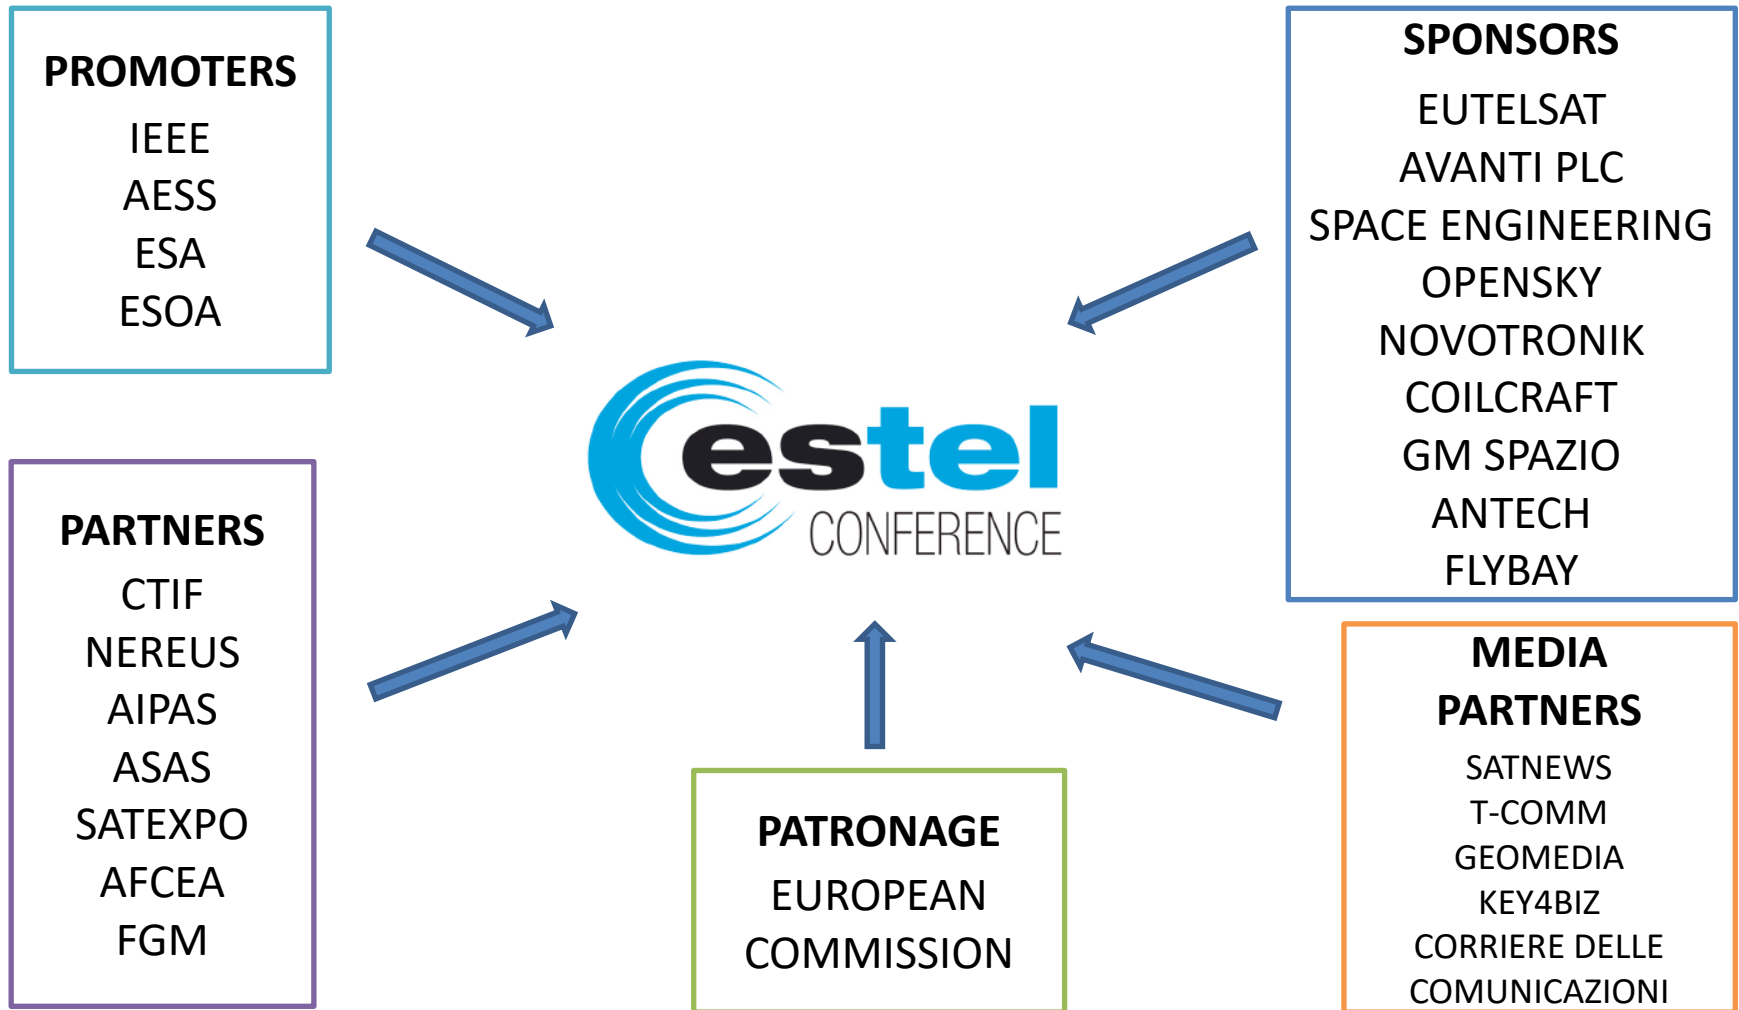 PROMOTERS
IEEE
AESS
ESA
ESOA
SPONSORS
EUTELSAT
AVANTI PLC
SPACE ENGINEERING
OPENSKY
NOVOTRONIK
COILCRAFT
GM SPAZIO
ANTECH
FLYBAY
estel
CONFERENCE
PARTNERS
CTIF
NEREUS
AIPAS
ASAS
SATEXPO
AFCEA
FGM
PATRONAGE
EUROPEAN
COMMISSION
MEDIA
PARTNERS
SATNEWS
T-COMM
GEOMEDIA
KEY4BIZ
CORRIERE DELLE
COMUNICAZIONI